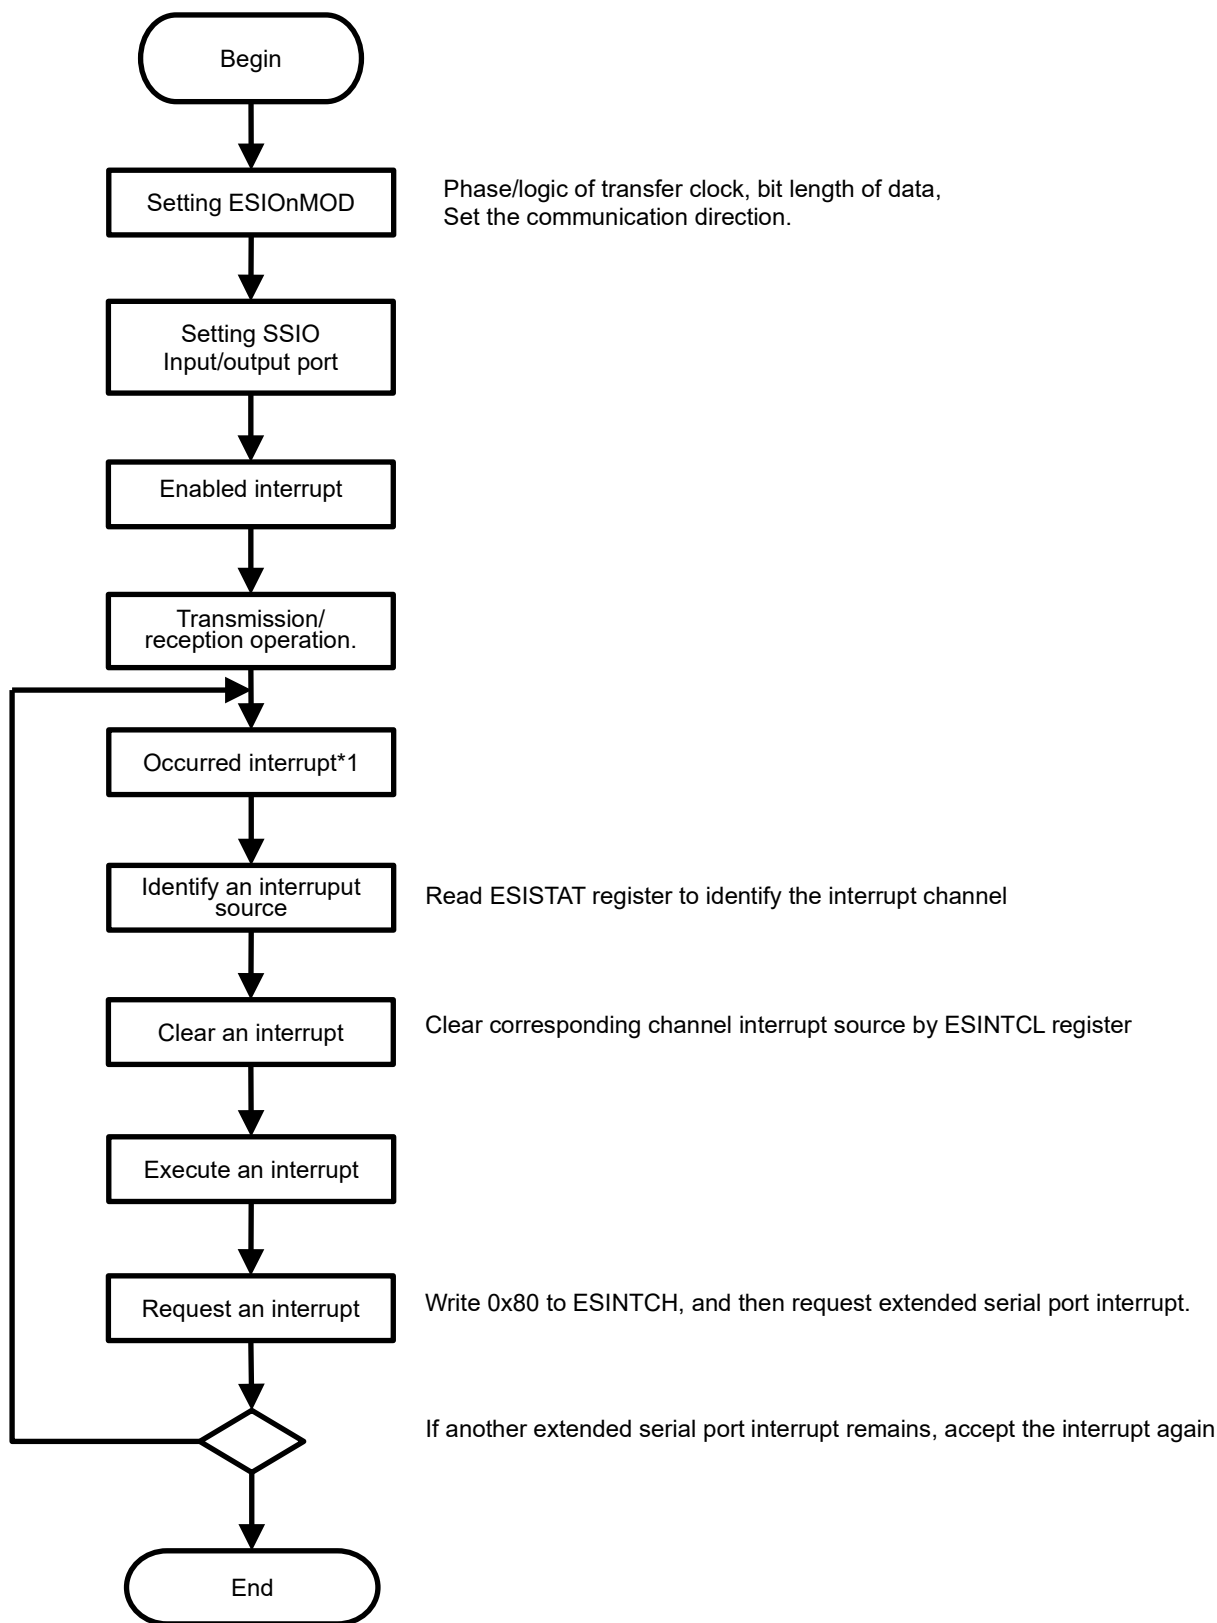 Begin
Setting ESIOnMOD
Phase/logic of transfer clock, bit length of data,
Set the communication direction.
Setting SSIO
Input/output port
Enabled interrupt
Transmission/
reception operation.
Occurred interrupt*1
Identify an interruput
source
Read ESISTAT register to identify the interrupt channel
Clear an interrupt
Clear corresponding channel interrupt source by ESINTCL register
Execute an interrupt
Request an interrupt
Write 0x80 to ESINTCH, and then request extended serial port interrupt.
If another extended serial port interrupt remains, accept the interrupt again
End